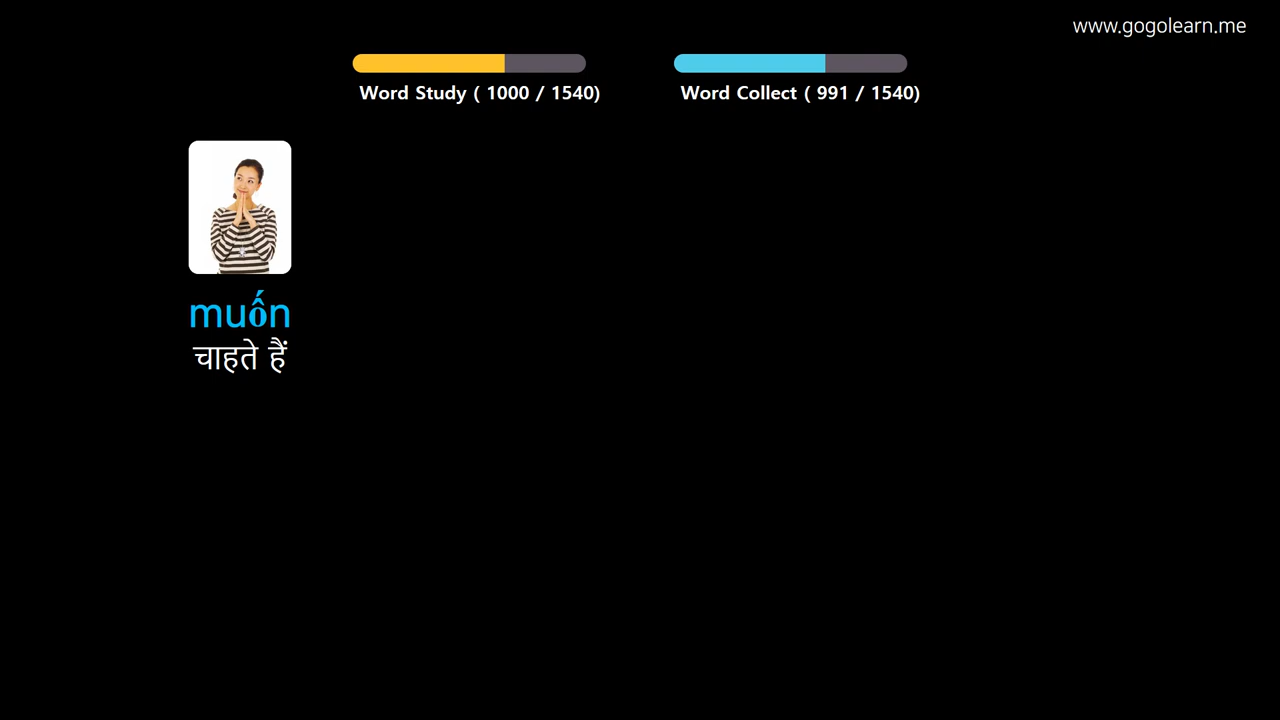 www.gogolearn.me
Word Study ( 1000 / 1540)
Word Collect ( 991 / 1540)
muốn
चाहते हैं